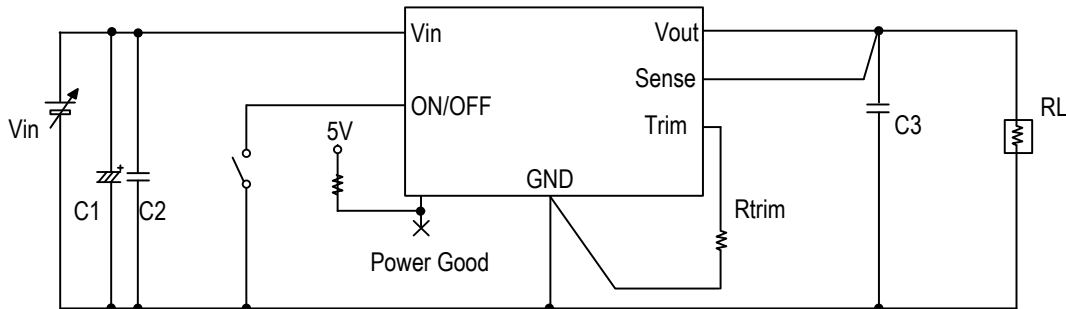 Vin
Vout
Sense
ON/OFF
Vin
5V
Trim
C3
RL
GND
C1
C2
Rtrim
Power Good